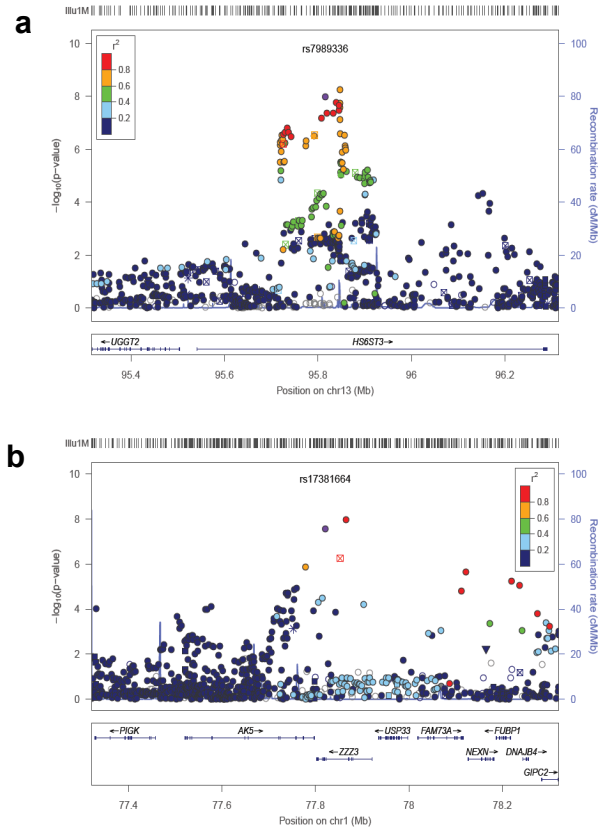 a
Illu1M
rs7989336
r²
0.8
0.6
0.4
0.2
10
8
6
4
2
0
−log₁₀(p−value)
100
80
60
40
20
0
Recombination rate (cM/Mb)
←UGGT2
HS6ST3→
95.4
95.6
95.8
96
96.2
Position on chr13 (Mb)
b
Illu1M
rs17381664
r²
0.8
0.6
0.4
0.2
10
8
6
4
2
0
−log₁₀(p−value)
100
80
60
40
20
0
Recombination rate (cM/Mb)
←PIGK
AK5→
←USP33
FAM73A→
←FUBP1
←ZZZ3
NEXN→
DNAJB4→
GIPC2→
77.4
77.6
77.8
78
78.2
Position on chr1 (Mb)